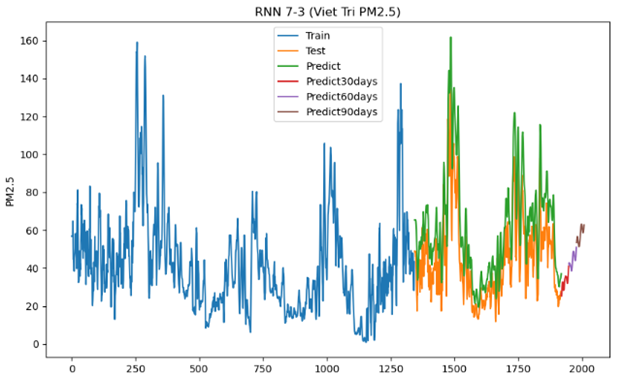 RNN 7-3 (Viet Tri PM2.5)
Train
Test
Predict
Predict30days
Predict60days
Predict90days
PM2.5
160
140
120
100
80
60
40
20
0
0
250
500
750
1000
1250
1500
1750
2000